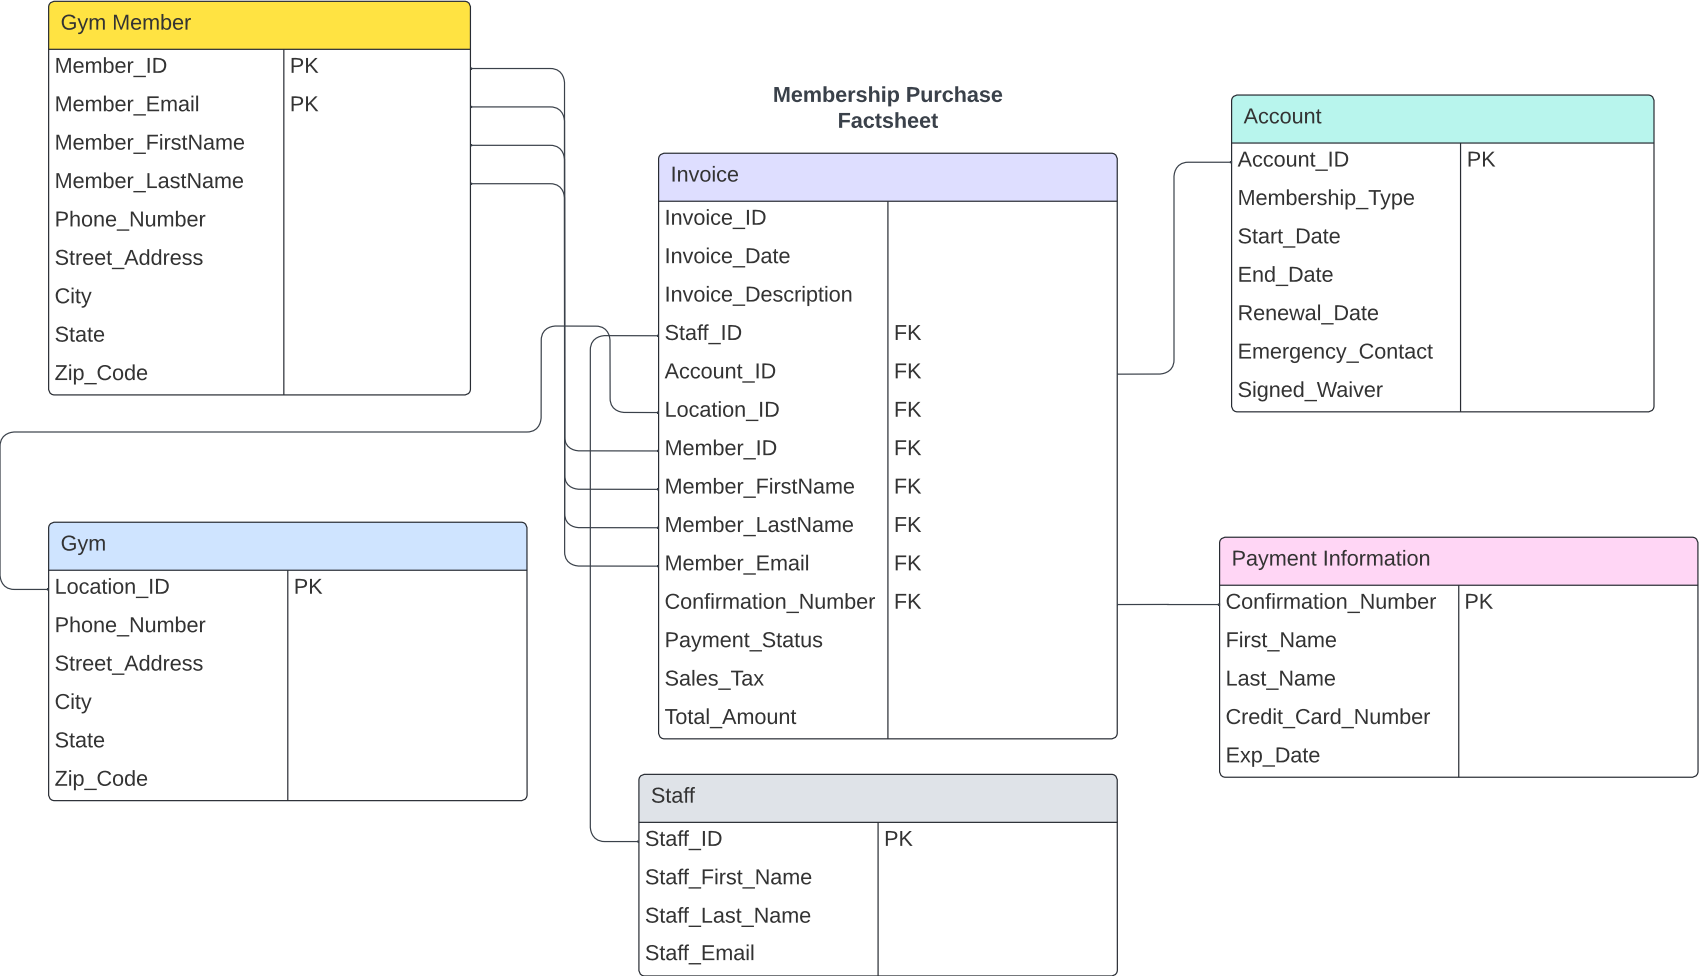 Gym Member
Member_ID PK
Member_Email PK
Member_FirstName
Member_LastName
Phone_Number
Street_Address
City
State
Zip_Code
Membership Purchase
Factsheet
Invoice
Invoice_ID
Invoice_Date
Invoice_Description
Staff_ID FK
Account_ID FK
Location_ID FK
Member_ID FK
Member_FirstName FK
Member_LastName FK
Member_Email FK
Confirmation_Number FK
Payment_Status
Sales_Tax
Total_Amount
Account
Account_ID PK
Membership_Type
Start_Date
End_Date
Renewal_Date
Emergency_Contact
Signed_Waiver
Gym
Location_ID PK
Phone_Number
Street_Address
City
State
Zip_Code
Payment Information
Confirmation_Number PK
First_Name
Last_Name
Credit_Card_Number
Exp_Date
Staff
Staff_ID PK
Staff_First_Name
Staff_Last_Name
Staff_Email